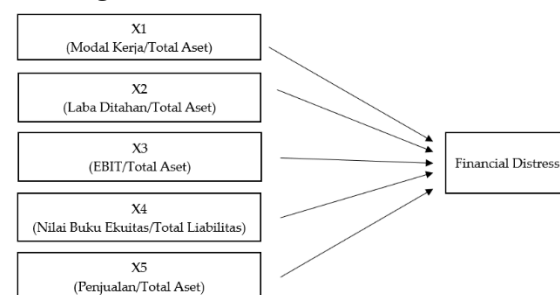 X1
(Modal Kerja/Total Aset)
X2
(Laba Ditahan/Total Aset)
X3
(EBIT/Total Aset)
X4
(Nilai Buku Ekuitas/Total Liabilitas)
X5
(Penjualan/Total Aset)
Financial Distress